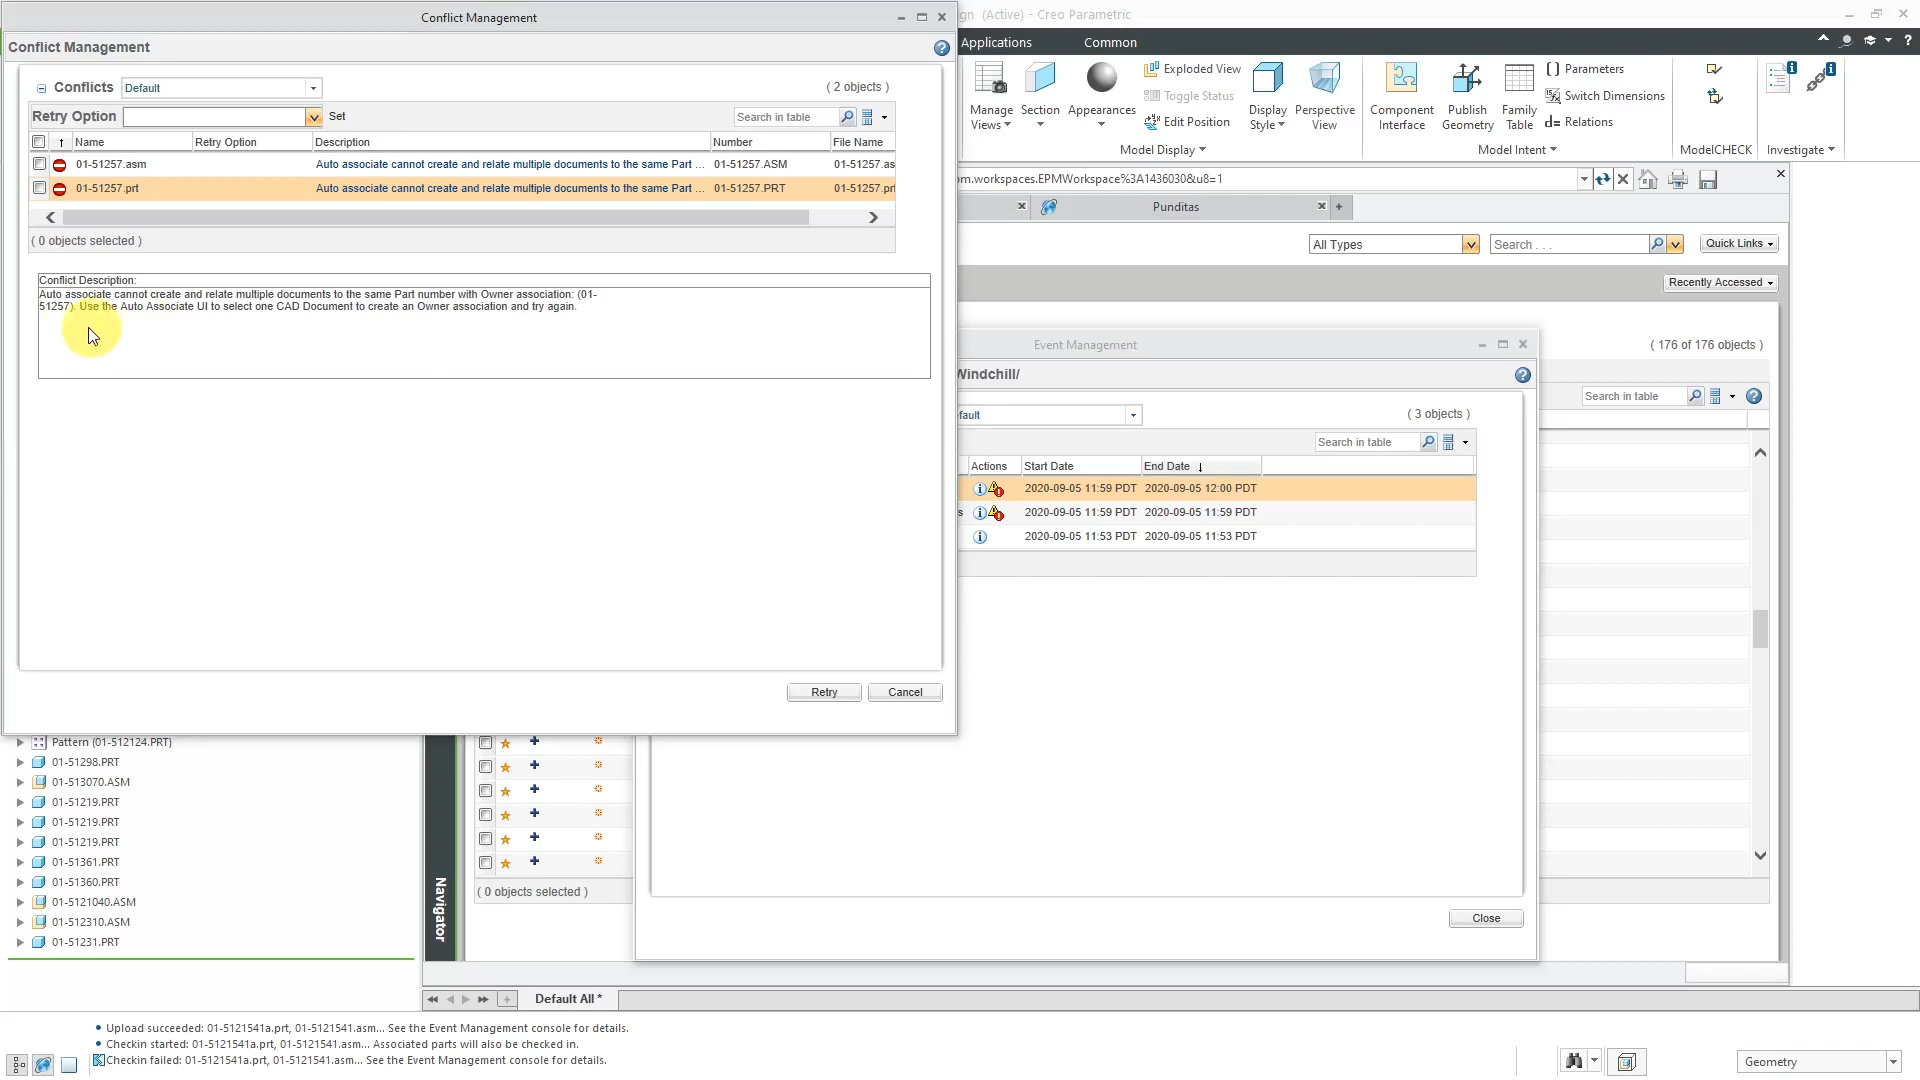 Conflict Management
gn (Active) - Creo Parametric
Conflict Management
Applications
Common
Conflicts
Default
( 2 objects )
Retry Option
Set
Search in table
Name
Retry Option
Description
Number
File Name
01-51257.asm
Auto associate cannot create and relate multiple documents to the same Part ...
01-51257.ASM
01-51257.as
01-51257.prt
Auto associate cannot create and relate multiple documents to the same Part ...
01-51257.PRT
01-51257.prt
( 0 objects selected )
Conflict Description:
Auto associate cannot create and relate multiple documents to the same Part number with Owner association: (01-
51257). Use the Auto Associate UI to select one CAD Document to create an Owner association and try again.
Retry
Cancel
Manage
Views
Section
Appearances
Exploded View
Toggle Status
Edit Position
Display
Style
Perspective
View
Model Display
Component
Interface
Publish
Geometry
Family
Table
Parameters
Switch Dimensions
d= Relations
Model Intent
ModelCHECK
Investigate
om.workspaces.EPMWorkspace%3A1436030&u8=1
Punditas
All Types
Search . . .
Quick Links
Recently Accessed
( 176 of 176 objects )
Search in table
Event Management
Windchill/
efault
( 3 objects )
Search in table
Actions
Start Date
End Date
2020-09-05 11:59 PDT
2020-09-05 12:00 PDT
s
2020-09-05 11:59 PDT
2020-09-05 11:59 PDT
2020-09-05 11:53 PDT
2020-09-05 11:53 PDT
Close
Pattern (01-512124.PRT)
01-51298.PRT
01-513070.ASM
01-51219.PRT
01-51219.PRT
01-51219.PRT
01-51361.PRT
01-51360.PRT
01-5121040.ASM
01-512310.ASM
01-51231.PRT
Navigator
( 0 objects selected )
Default All *
Upload succeeded: 01-5121541a.prt, 01-5121541.asm... See the Event Management console for details.
Checkin started: 01-5121541a.prt, 01-5121541.asm... Associated parts will also be checked in.
Checkin failed: 01-5121541a.prt, 01-5121541.asm... See the Event Management console for details.
Geometry